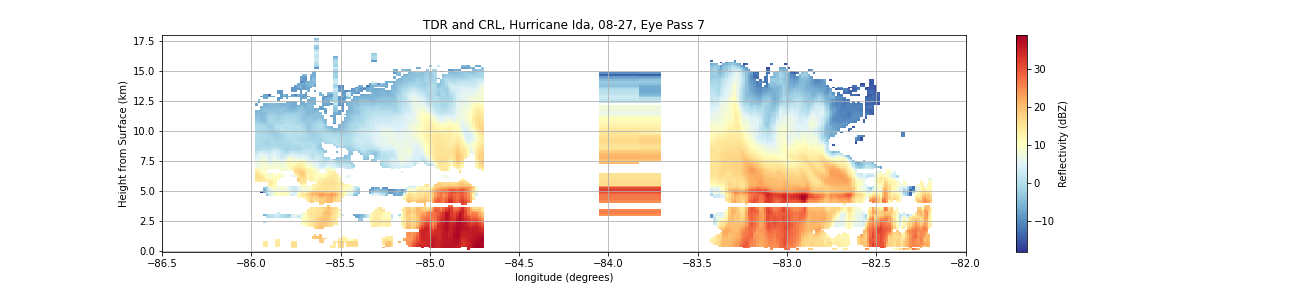 TDR and CRL, Hurricane Ida, 08-27, Eye Pass 7
17.5
15.0
12.5
10.0
7.5
5.0
2.5
0.0
Height from Surface (km)
−86.5 −86.0 −85.5 −85.0 −84.5 −84.0 −83.5 −83.0 −82.5 −82.0
longitude (degrees)
30
20
10
0
−10
Reflectivity (dBZ)